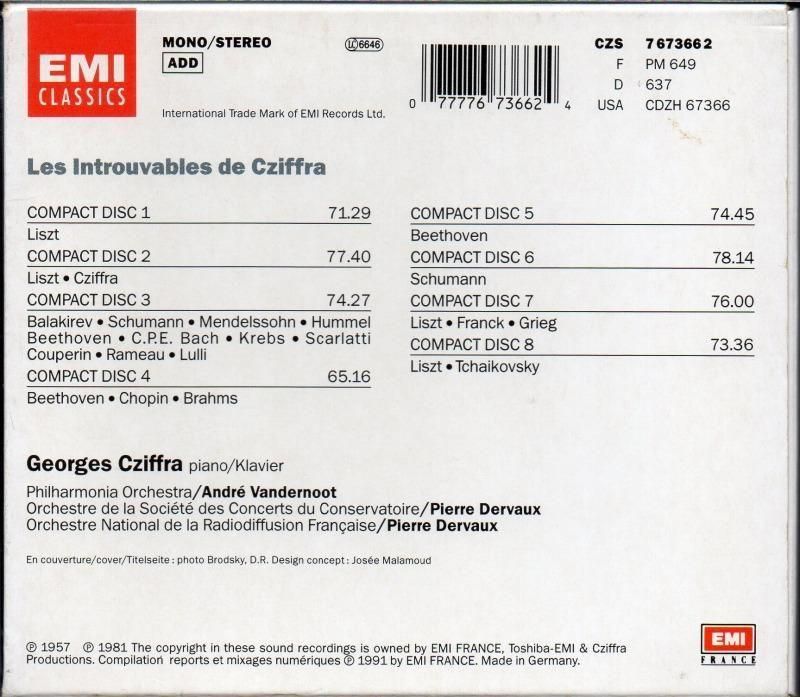 EMI
CLASSICS
MONO/STEREO
ADD
LC 6646
International Trade Mark of EMI Records Ltd.
0 77776 73662 4
CZS 7 67366 2
F PM 649
D 637
USA CDZH 67366
Les Introuvables de Cziffra
COMPACT DISC 1 71.29
Liszt
COMPACT DISC 2 77.40
Liszt • Cziffra
COMPACT DISC 3 74.27
Balakirev • Schumann • Mendelssohn • Hummel
Beethoven • C.P.E. Bach • Krebs • Scarlatti
Couperin • Rameau • Lulli
COMPACT DISC 4 65.16
Beethoven • Chopin • Brahms
COMPACT DISC 5 74.45
Beethoven
COMPACT DISC 6 78.14
Schumann
COMPACT DISC 7 76.00
Liszt • Franck • Grieg
COMPACT DISC 8 73.36
Liszt • Tchaikovsky
Georges Cziffra piano/Klavier
Philharmonia Orchestra/André Vandernoot
Orchestre de la Société des Concerts du Conservatoire/Pierre Dervaux
Orchestre National de la Radiodiffusion Française/Pierre Dervaux
En couverture/cover/Titelseite : photo Brodsky, D.R. Design concept : Josée Malamoud
℗ 1957 ℗ 1981 The copyright in these sound recordings is owned by EMI FRANCE, Toshiba-EMI & Cziffra
Productions. Compilation reports et mixages numériques ℗ 1991 by EMI FRANCE. Made in Germany.
EMI
FRANCE